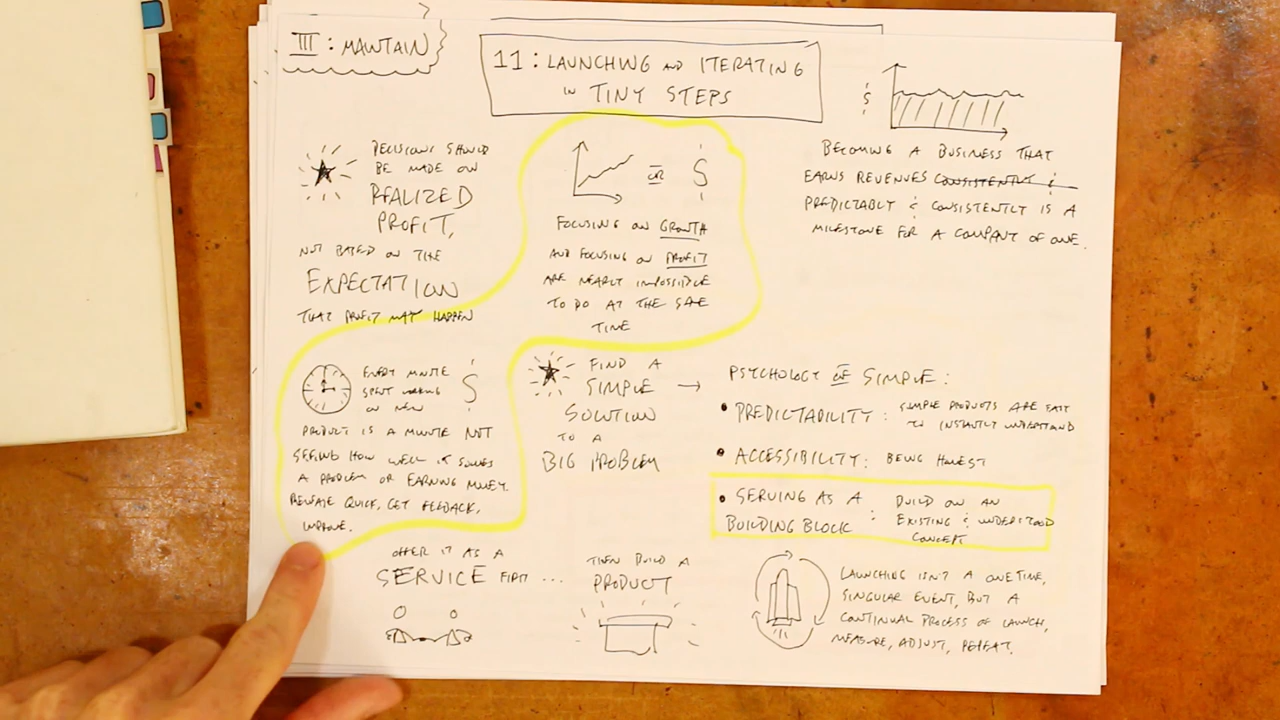 III: MAINTAIN
11: LAUNCHING AND ITERATING
IN TINY STEPS
DECISIONS SHOULD
BE MADE ON
REALIZED
PROFIT,
NOT BASED ON THE
EXPECTATION
THAT PROFIT MAY HAPPEN
OR $
FOCUSING ON GROWTH
AND FOCUSING ON PROFIT
ARE NEARLY IMPOSSIBLE
TO DO AT THE SAME
TIME
$
BECOMING A BUSINESS THAT
EARNS REVENUES CONSISTENTLY &
PREDICTABLY & CONSISTENTLY IS A
MILESTONE FOR A COMPANY OF ONE.
EVERY MINUTE
SPENT WORKING $
ON NEW
PRODUCT IS A MINUTE NOT
SEEING HOW WELL IT SOLVES
A PROBLEM OR EARNING MONEY.
RELEASE QUICK, GET FEEDBACK,
IMPROVE.
FIND A
SIMPLE →
SOLUTION
TO A
BIG PROBLEM
PSYCHOLOGY OF SIMPLE:
• PREDICTABILITY: SIMPLE PRODUCTS ARE EASY
TO INSTANTLY UNDERSTAND
• ACCESSIBILITY: BEING HONEST
• SERVING AS A BUILDING BLOCK: BUILD ON AN
EXISTING & UNDERSTOOD
CONCEPT
OFFER IT AS A
SERVICE FIRST ...
THEN BUILD A
PRODUCT
LAUNCHING ISN'T A ONE TIME,
SINGULAR EVENT, BUT A
CONTINUAL PROCESS OF LAUNCH,
MEASURE, ADJUST, REPEAT.